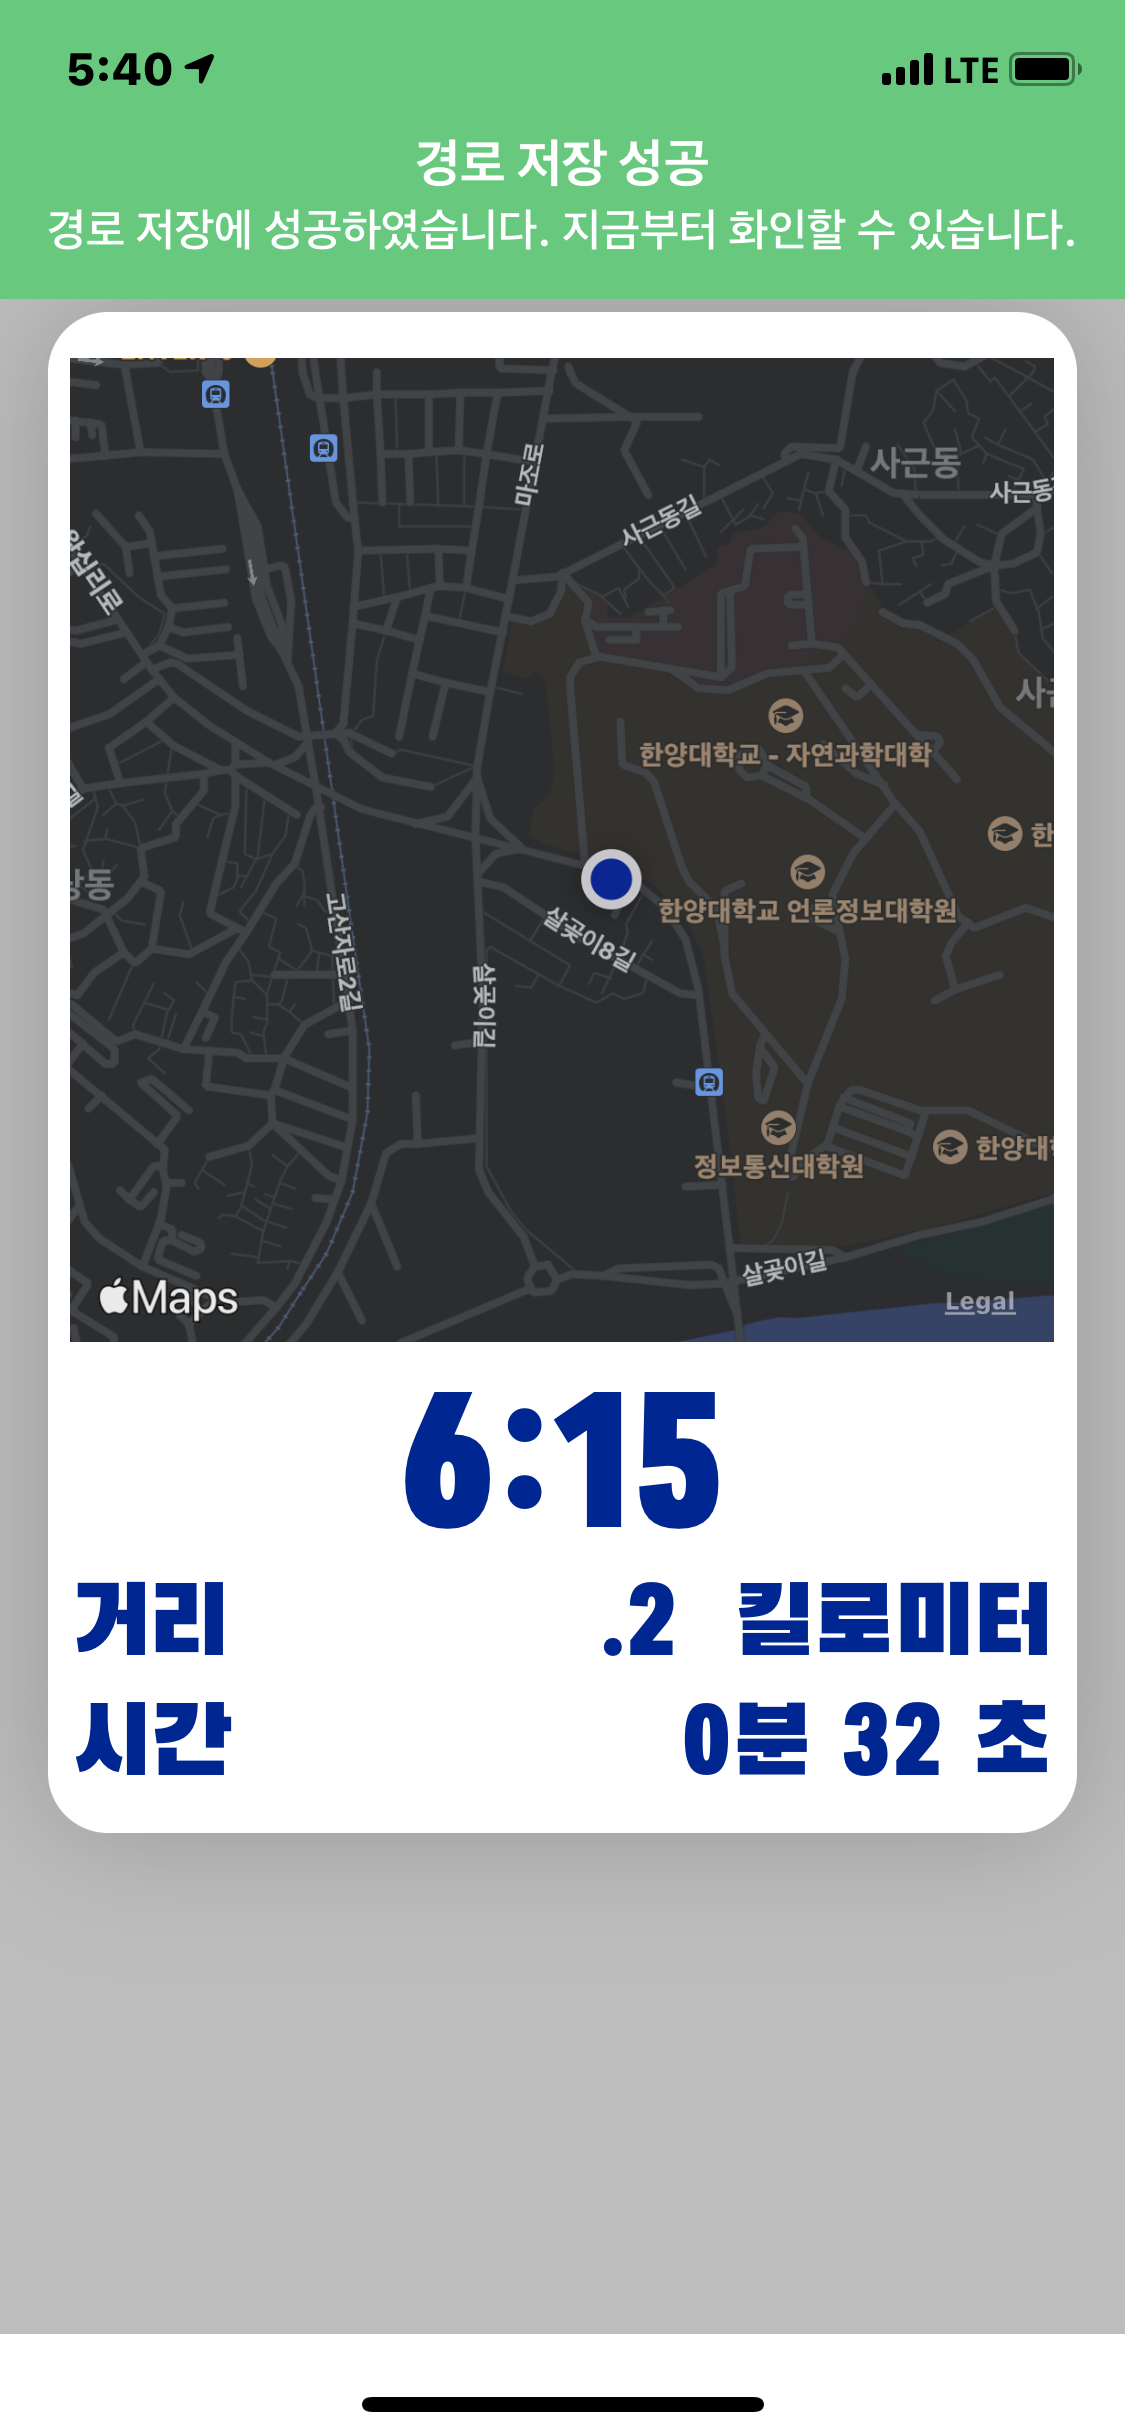 5:40
LTE
경로 저장 성공
경로 저장에 성공하였습니다. 지금부터 화인할 수 있습니다.
마조로
사근동
사근동길
사근동
한양대학교 - 자연과학대학
한
한양대학교 언론정보대학원
고산자로2길
살곶이8길
살곶이길
정보통신대학원
한양대
살곶이길
Maps
Legal
6:15
거리 .2 킬로미터
시간 0분 32 초